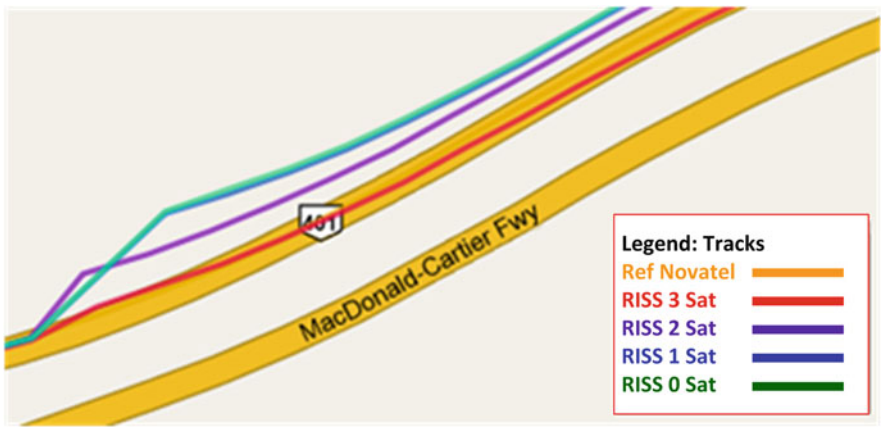 401
MacDonald-Cartier Fwy
Legend: Tracks
Ref Novatel
RISS 3 Sat
RISS 2 Sat
RISS 1 Sat
RISS 0 Sat